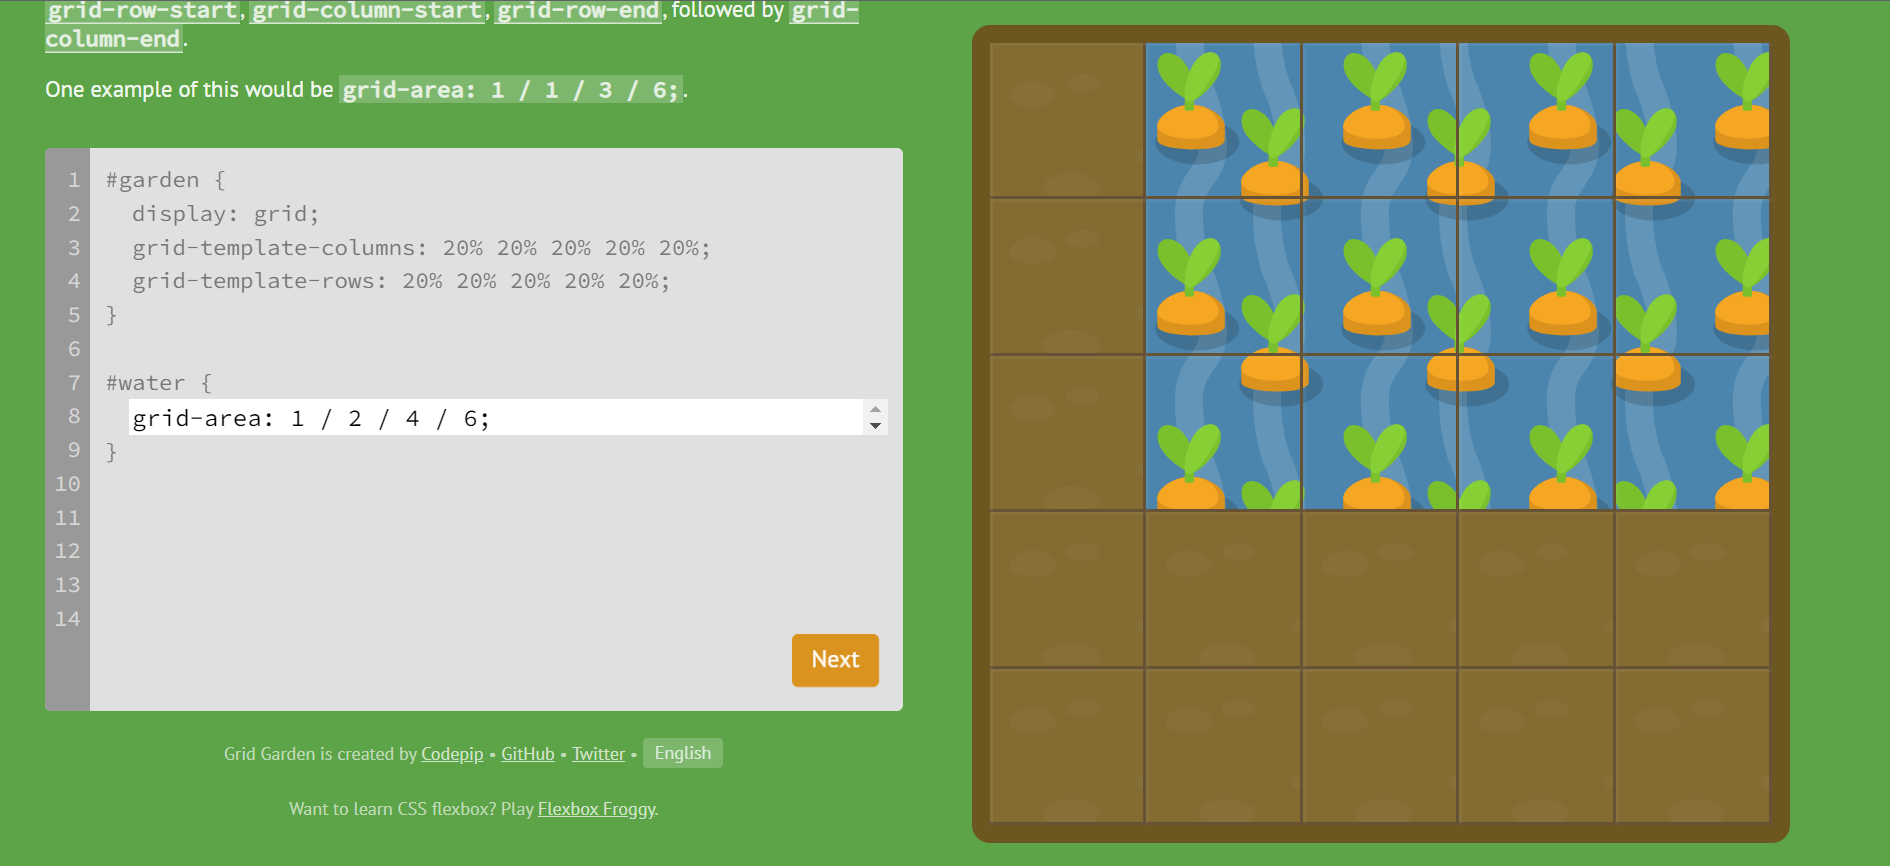 grid-row-start, grid-column-start, grid-row-end, followed by grid-
column-end.
One example of this would be grid-area: 1 / 1 / 3 / 6;.
1 #garden {
2 display: grid;
3 grid-template-columns: 20% 20% 20% 20% 20%;
4 grid-template-rows: 20% 20% 20% 20% 20%;
5 }
6
7 #water {
8 grid-area: 1 / 2 / 4 / 6;
9 }
10
11
12
13
14
Next
Grid Garden is created by Codepip • GitHub • Twitter • English
Want to learn CSS flexbox? Play Flexbox Froggy.